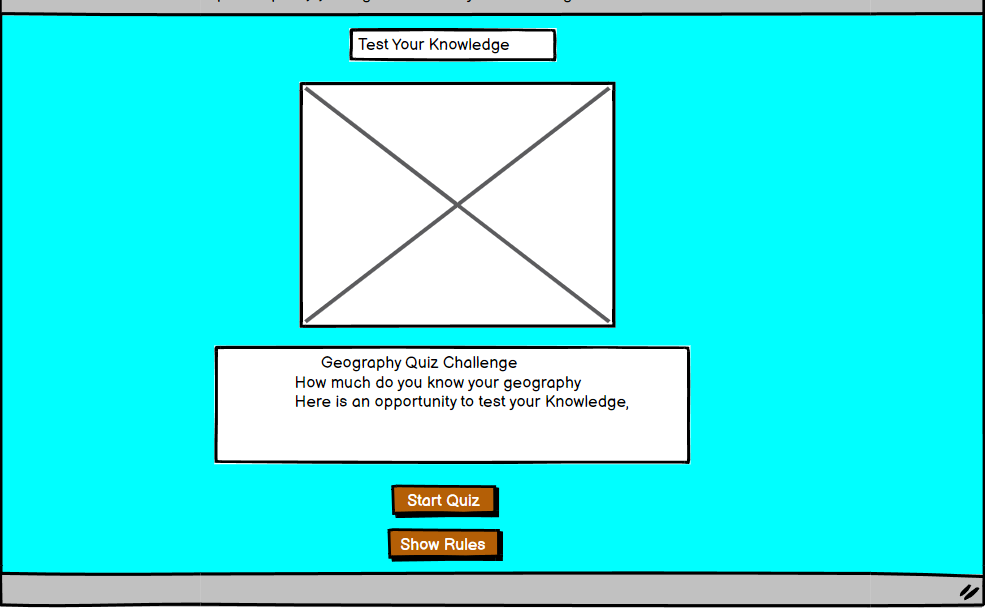 Test Your Knowledge
Geography Quiz Challenge
How much do you know your geography
Here is an opportunity to test your Knowledge,
Start Quiz
Show Rules